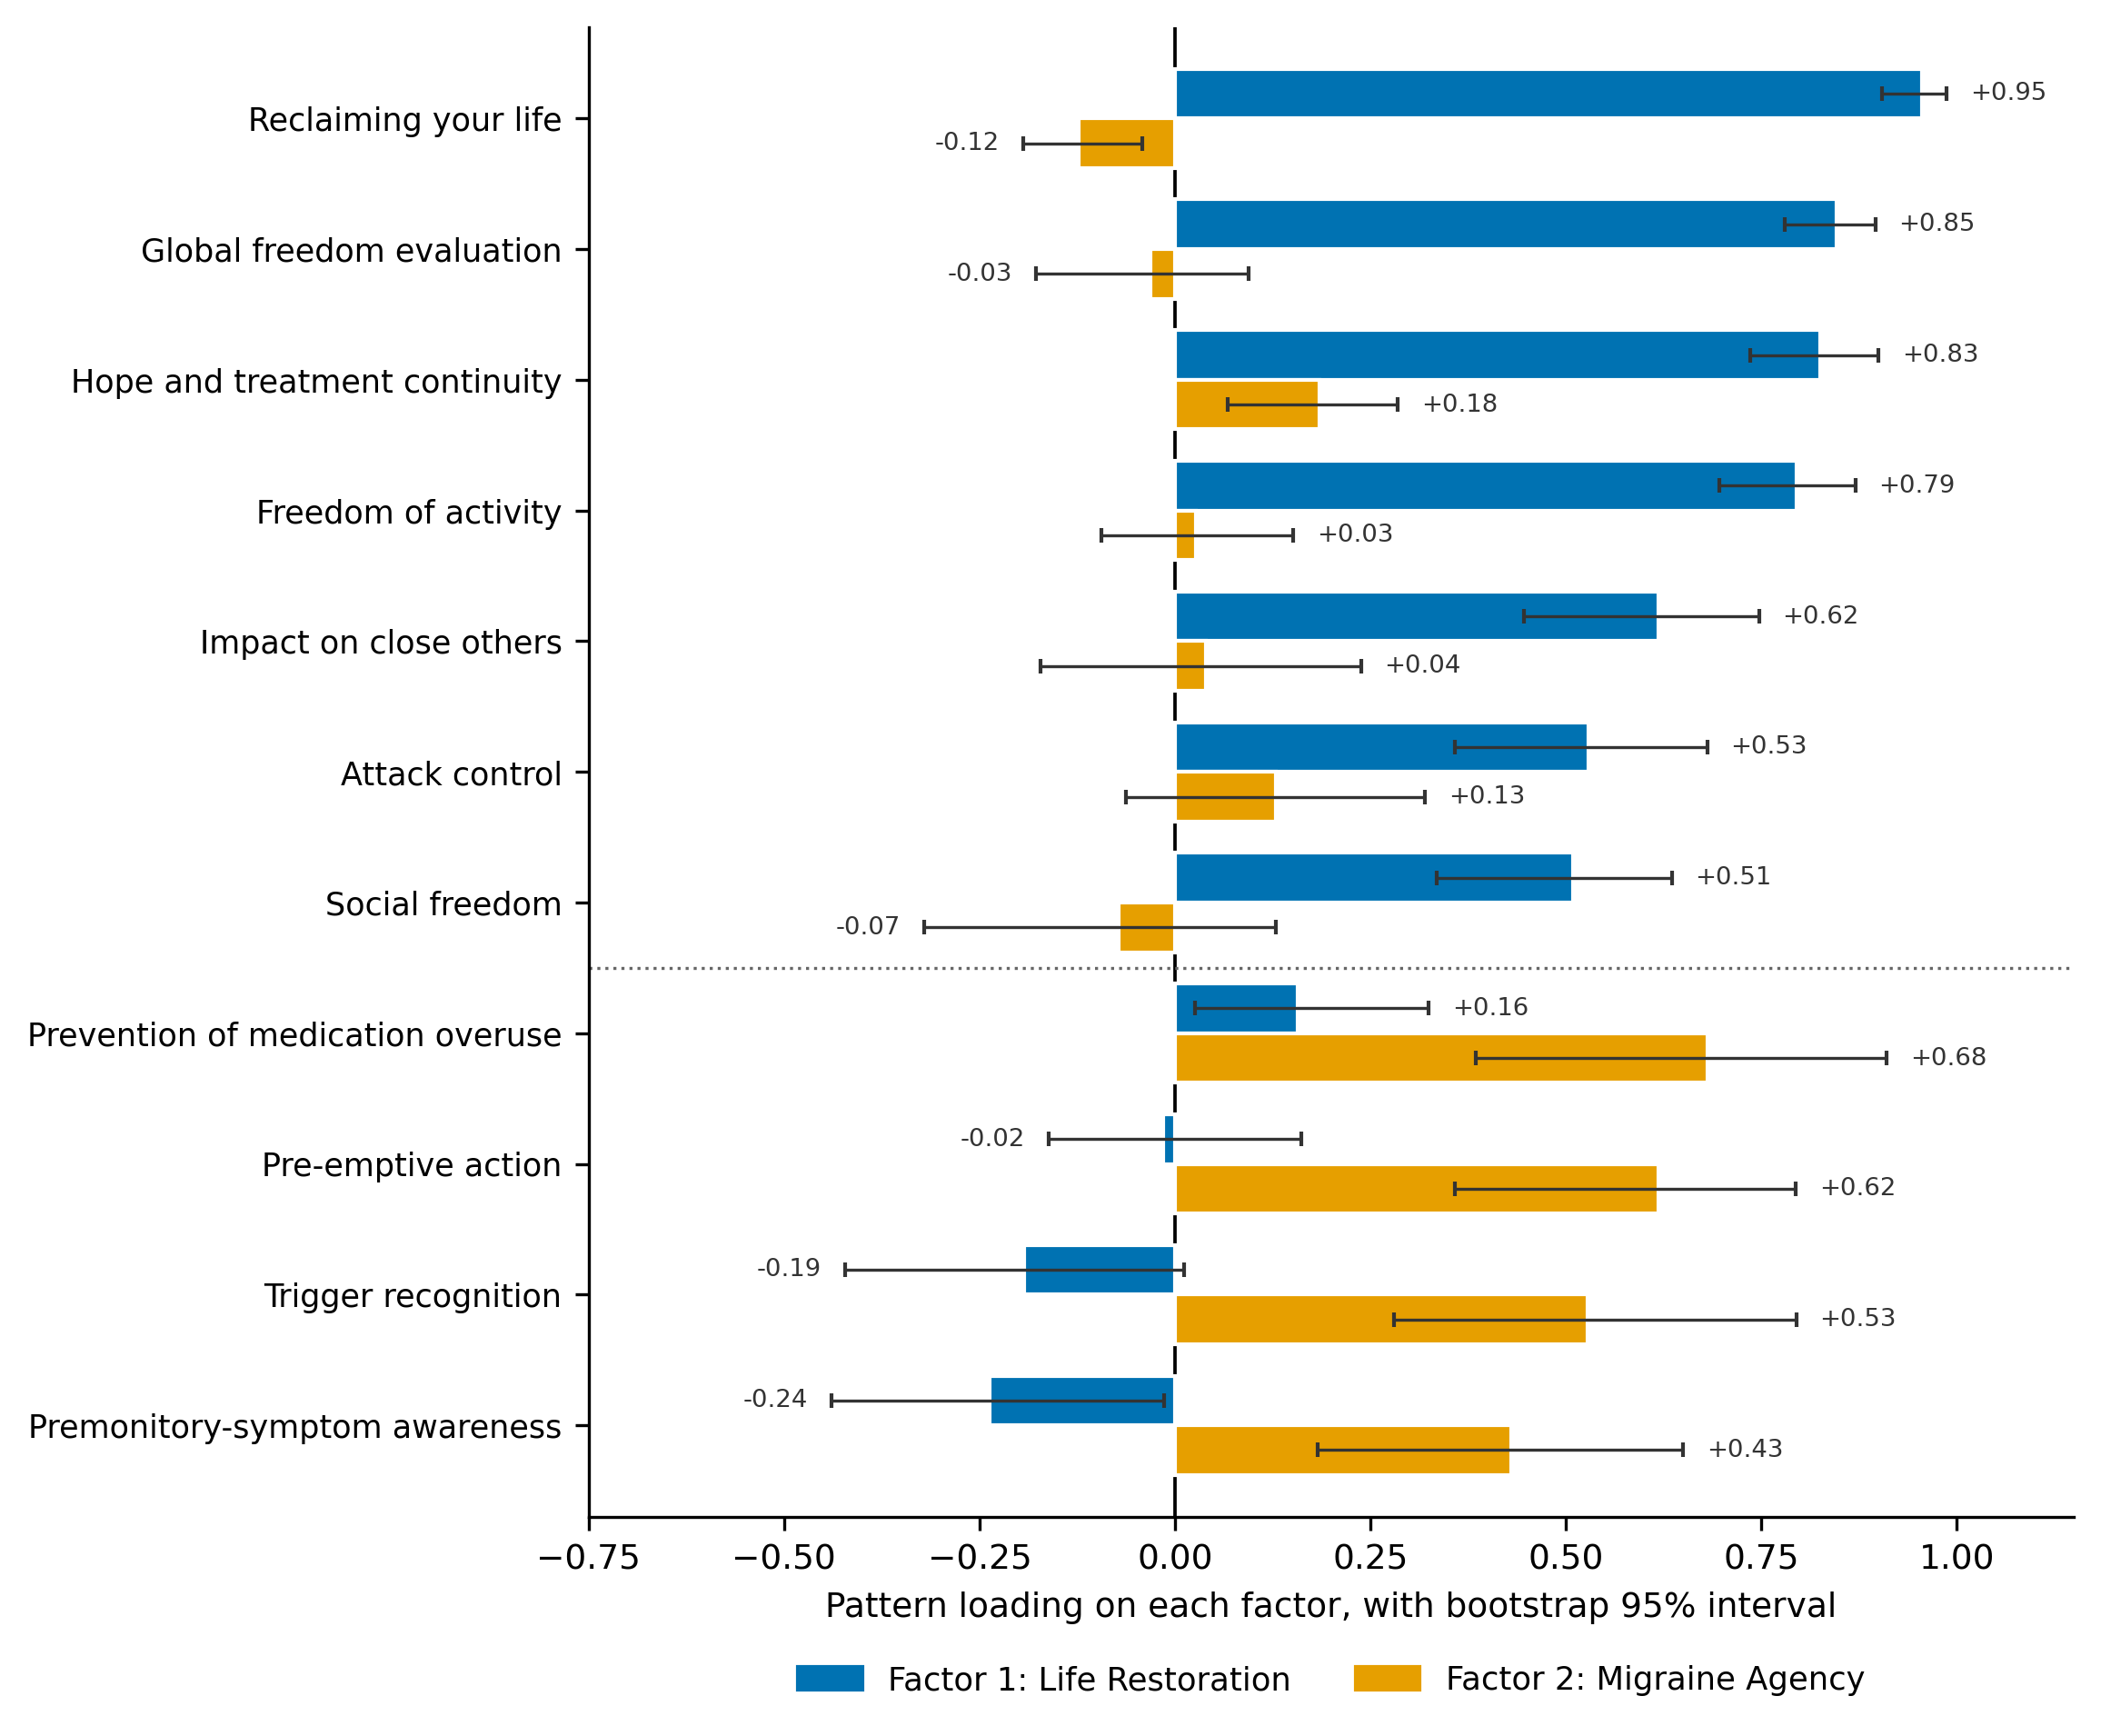 Reclaiming your life
+0.95
-0.12
Global freedom evaluation
+0.85
-0.03
Hope and treatment continuity
+0.83
+0.18
Freedom of activity
+0.79
+0.03
Impact on close others
+0.62
+0.04
Attack control
+0.53
+0.13
Social freedom
+0.51
-0.07
Prevention of medication overuse
+0.16
+0.68
Pre-emptive action
-0.02
+0.62
Trigger recognition
-0.19
+0.53
Premonitory-symptom awareness
-0.24
+0.43
−0.75 −0.50 −0.25 0.00 0.25 0.50 0.75 1.00
Pattern loading on each factor, with bootstrap 95% interval
Factor 1: Life Restoration Factor 2: Migraine Agency